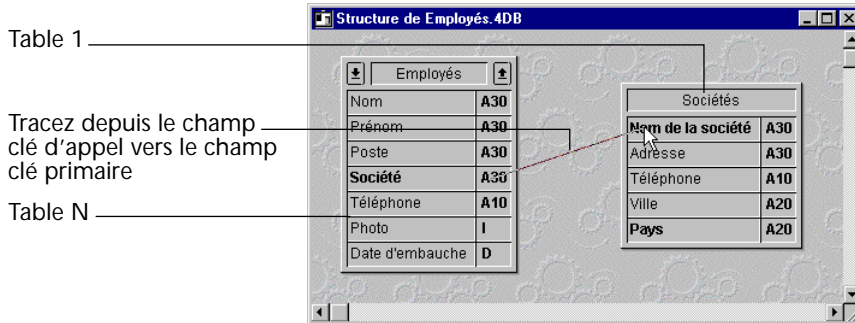 Structure de Employés.4DB
Table 1
Employés
Nom A30
Prénom A30
Poste A30
Société A30
Téléphone A10
Photo I
Date d'embauche D
Sociétés
Nom de la société A30
Adresse A30
Téléphone A10
Ville A20
Pays A20
Tracez depuis le champ
clé d'appel vers le champ
clé primaire
Table N